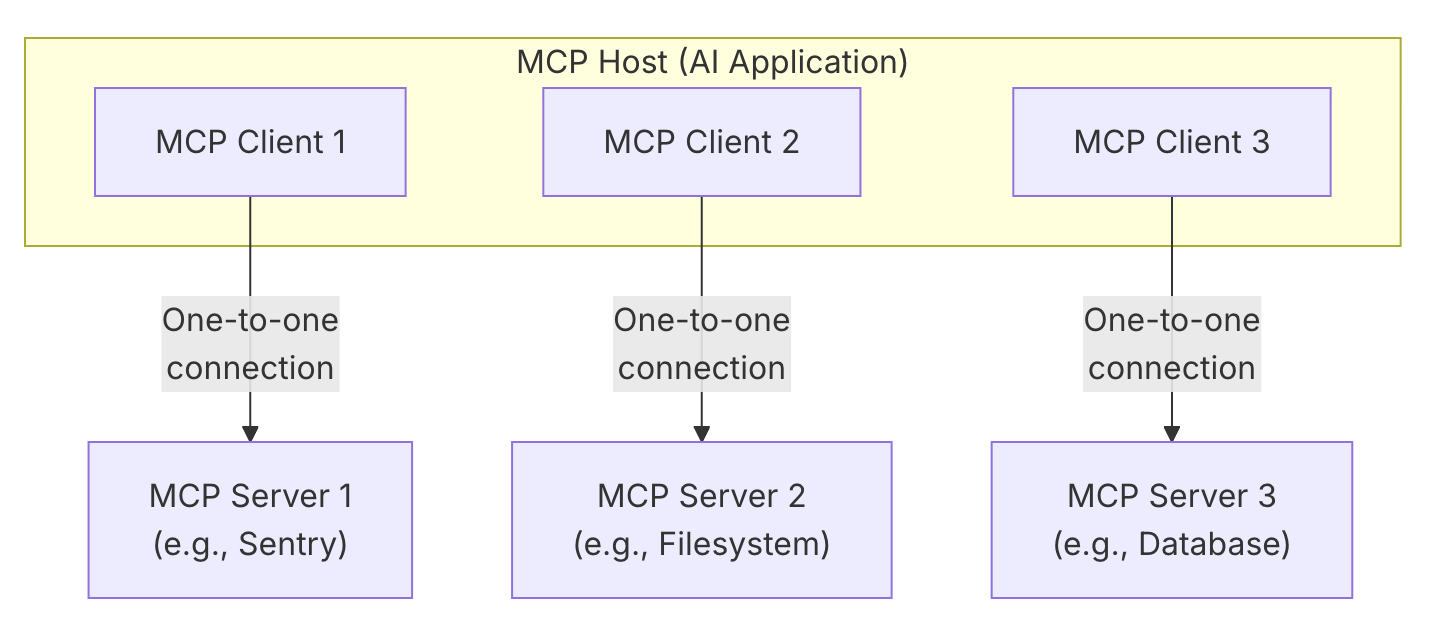 MCP Host (AI Application)
MCP Client 1
MCP Client 2
MCP Client 3
One-to-one
connection
One-to-one
connection
One-to-one
connection
MCP Server 1
(e.g., Sentry)
MCP Server 2
(e.g., Filesystem)
MCP Server 3
(e.g., Database)